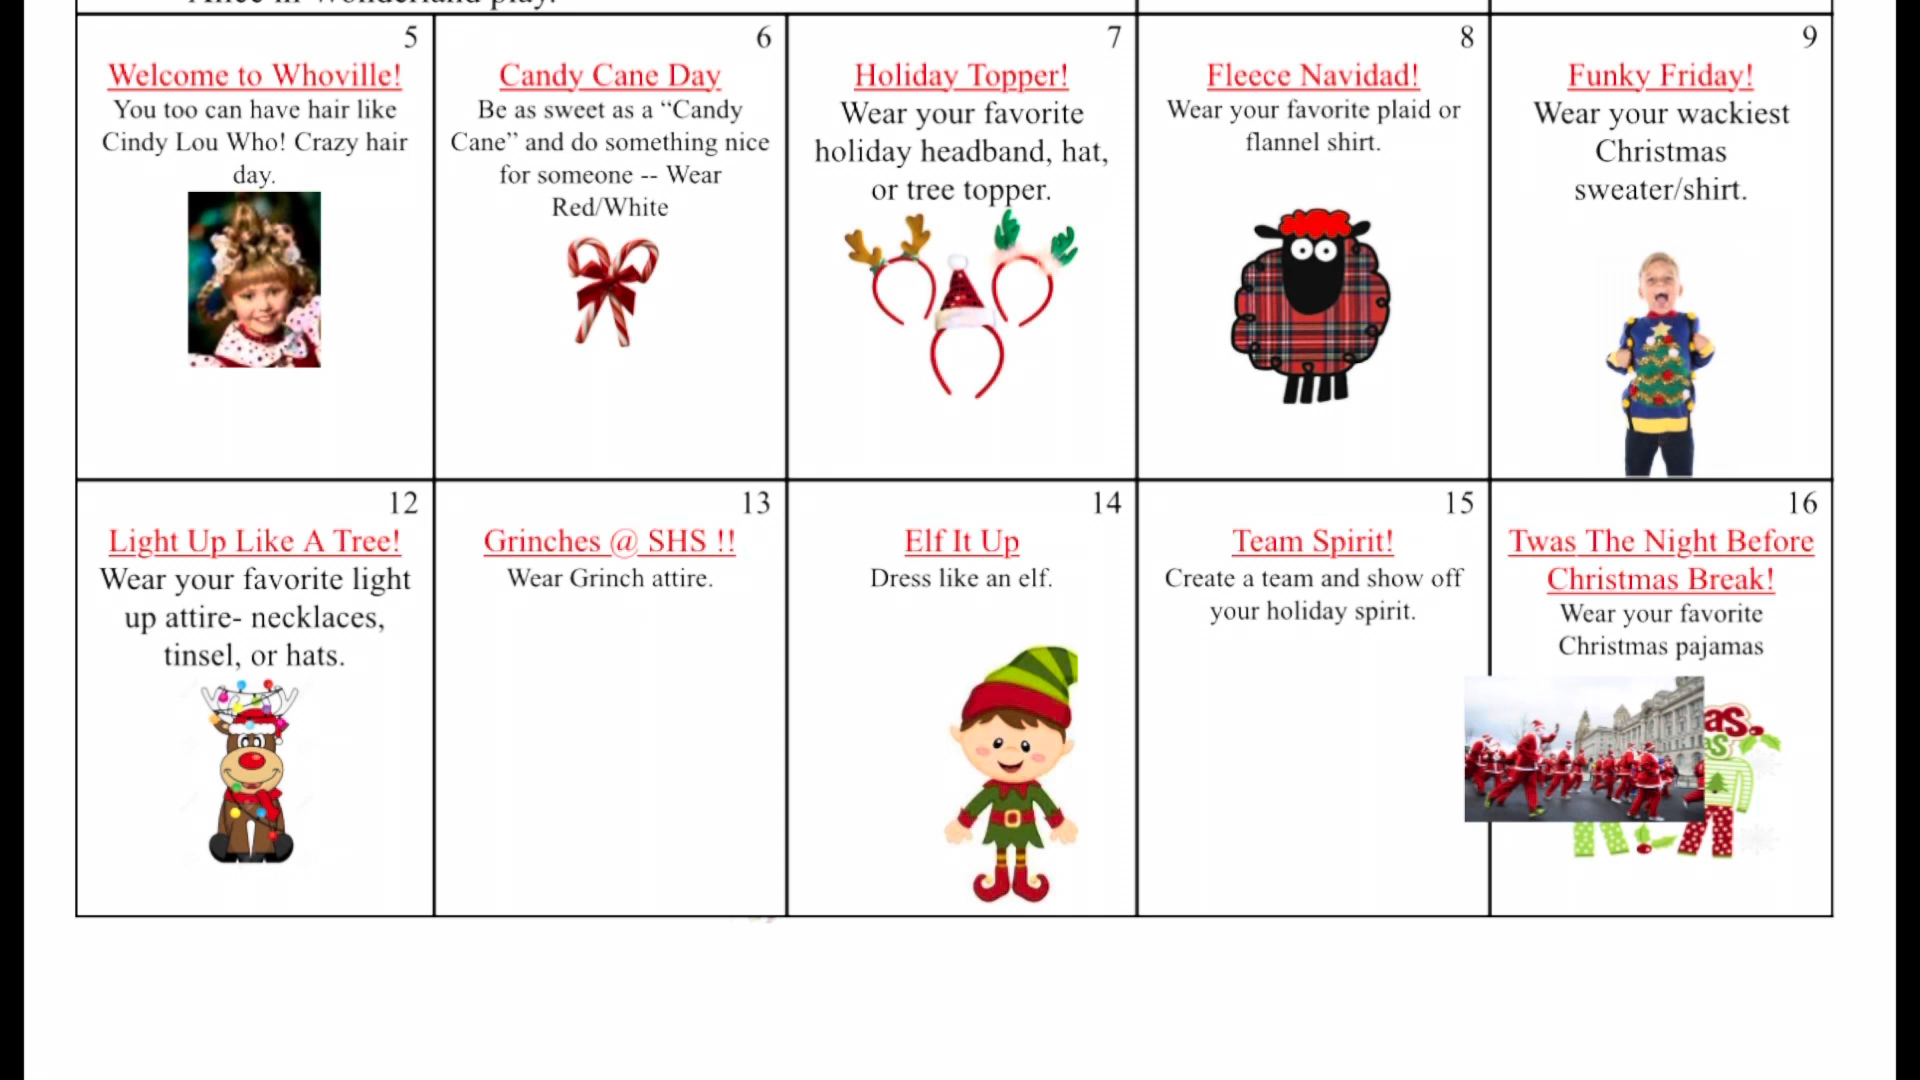 Alice in Wonderland play.
5
Welcome to Whoville!
You too can have hair like
Cindy Lou Who! Crazy hair
day.
6
Candy Cane Day
Be as sweet as a “Candy
Cane” and do something nice
for someone -- Wear
Red/White
7
Holiday Topper!
Wear your favorite
holiday headband, hat,
or tree topper.
8
Fleece Navidad!
Wear your favorite plaid or
flannel shirt.
9
Funky Friday!
Wear your wackiest
Christmas
sweater/shirt.
12
Light Up Like A Tree!
Wear your favorite light
up attire- necklaces,
tinsel, or hats.
13
Grinches @ SHS !!
Wear Grinch attire.
14
Elf It Up
Dress like an elf.
15
Team Spirit!
Create a team and show off
your holiday spirit.
16
Twas The Night Before
Christmas Break!
Wear your favorite
Christmas pajamas